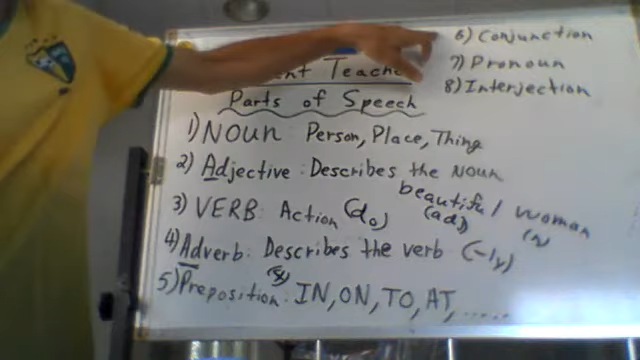 Teache
Parts of Speech
1) NOUN: Person, Place, Thing
2) Adjective: Describes the NOUN
beautiful woman
(adj) (N
3) VERB: Action (do)
4) Adverb: Describes the verb (-ly)
5) Preposition: IN, ON, TO, AT, .....
6) Conjunction
7) Pronoun
8) Interjection